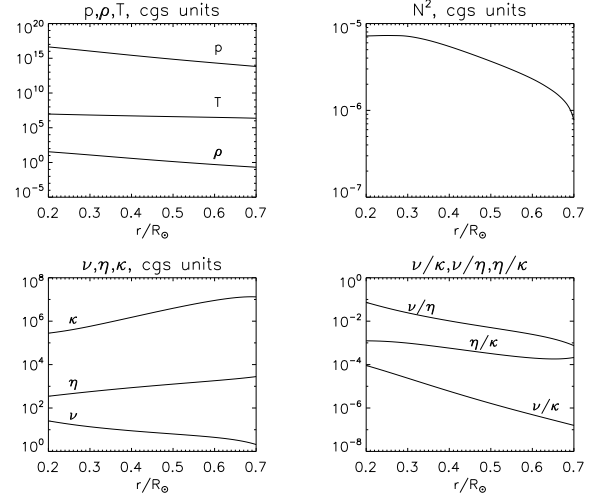 p,ρ,T, cgs units
10²⁰
10¹⁵
10¹⁰
10⁵
10⁰
10⁻⁵
p
T
ρ
0.2 0.3 0.4 0.5 0.6 0.7
r/R⊙
N², cgs units
10⁻⁵
10⁻⁶
10⁻⁷
0.2 0.3 0.4 0.5 0.6 0.7
r/R⊙
ν,η,κ, cgs units
10⁸
10⁶
10⁴
10²
10⁰
κ
η
ν
0.2 0.3 0.4 0.5 0.6 0.7
r/R⊙
ν/κ,ν/η,η/κ
10⁰
10⁻²
10⁻⁴
10⁻⁶
10⁻⁸
ν/η
η/κ
ν/κ
0.2 0.3 0.4 0.5 0.6 0.7
r/R⊙